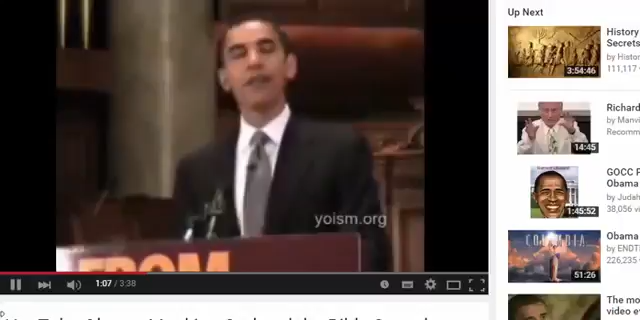 Up Next
History
Secrets
by Histor
111,117
3:54:46
Richard
by Manvi
Recomm
14:45
GOCC F
Obama
by Judah
38,056 vi
1:45:52
Obama
by ENDTI
226,235
COLUMBIA
51:26
The mo
video e
yoism.org
FROM
1:07 / 3:38